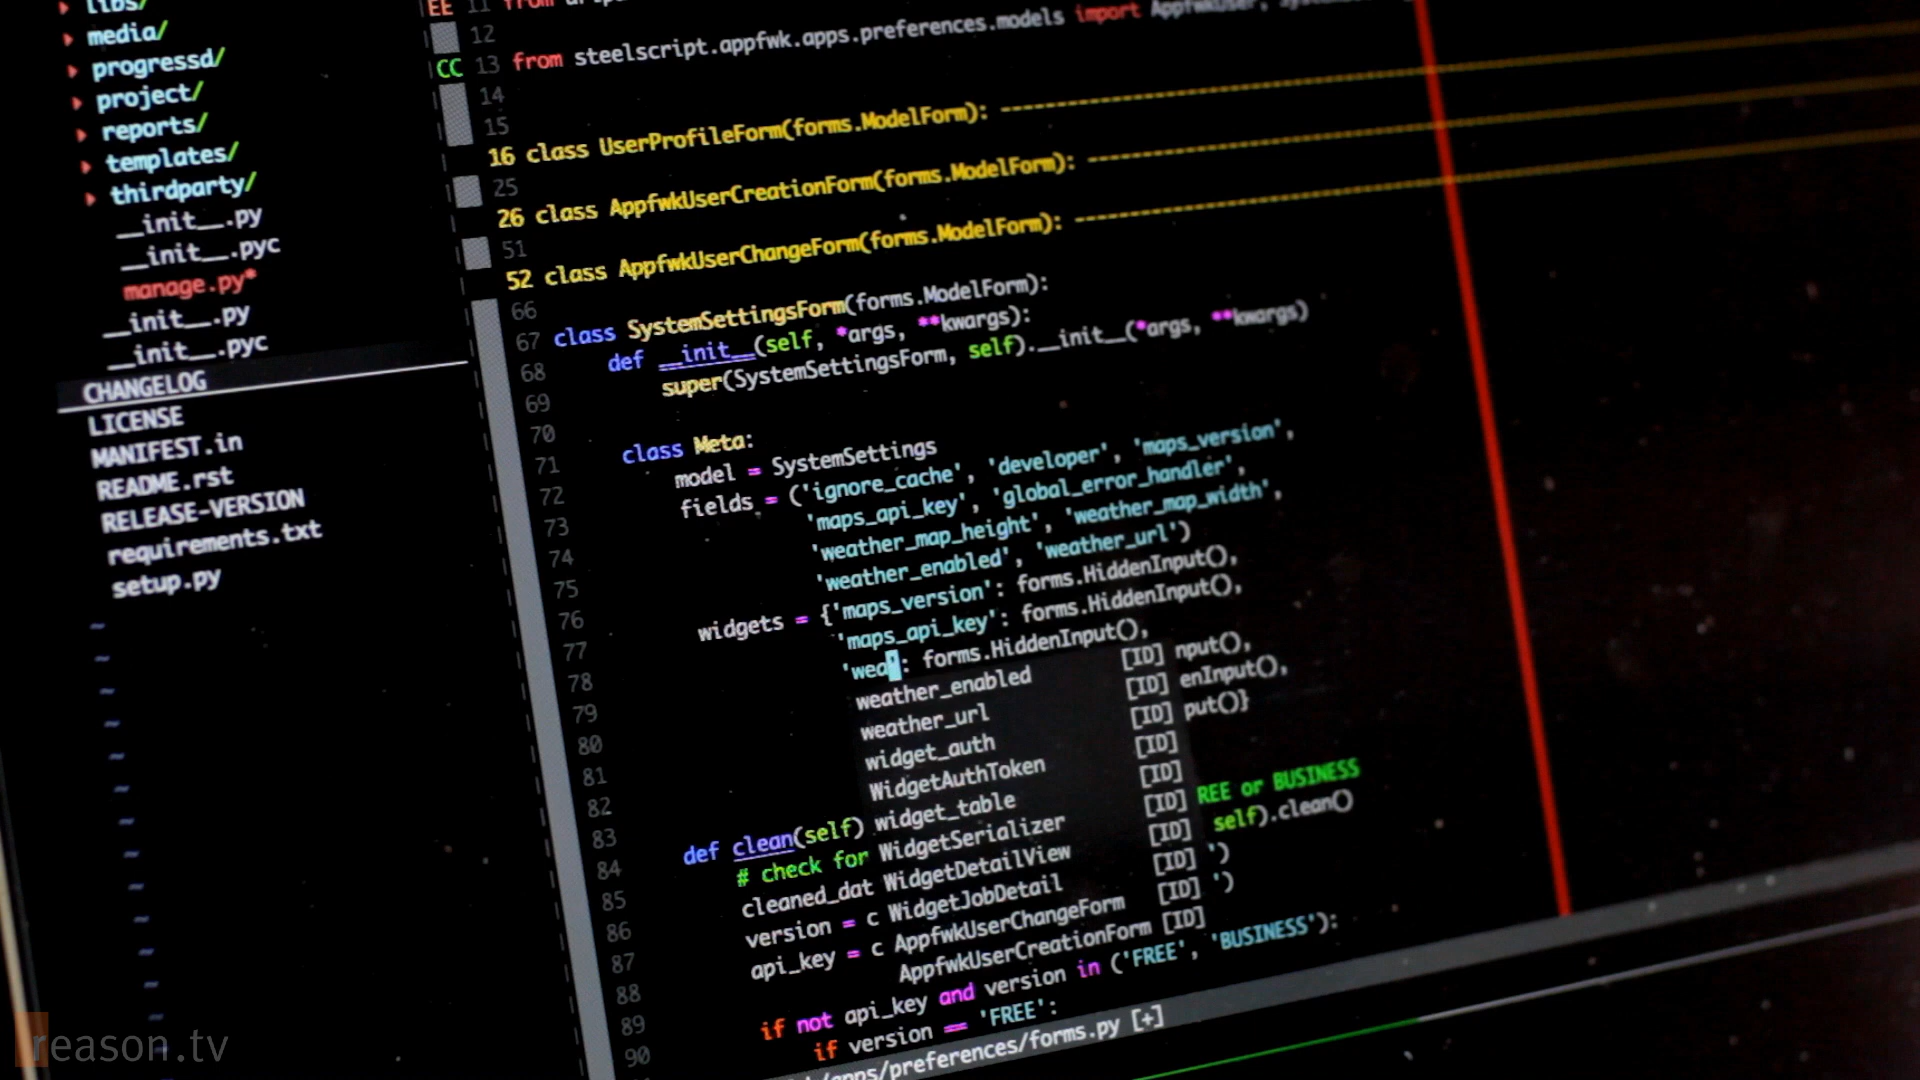 libs/
media/
progressd/
project/
reports/
templates/
thirdparty/
__init__.py
__init__.pyc
manage.py*
__init__.py
__init__.pyc
CHANGELOG
LICENSE
MANIFEST.in
README.rst
RELEASE-VERSION
requirements.txt
setup.py
~
~
~
~
~
~
~
~
~
~
~
~
~
EE 11 from
12
CC 13 from steelscript.appfwk.apps.preferences.models import AppfwkUser,
14
15
16 class UserProfileForm(forms.ModelForm):
25
26 class AppfwkUserCreationForm(forms.ModelForm):
51
52 class AppfwkUserChangeForm(forms.ModelForm):
66
67 class SystemSettingsForm(forms.ModelForm):
68 def __init__(self, *args, **kwargs):
69 super(SystemSettingsForm, self).__init__(*args, **kwargs)
70
71 class Meta:
72 model = SystemSettings
73 fields = ('ignore_cache', 'developer', 'maps_version',
74 'maps_api_key', 'global_error_handler',
75 'weather_map_height', 'weather_map_width',
76 'weather_enabled', 'weather_url')
77 widgets = {'maps_version': forms.HiddenInput(),
78 'maps_api_key': forms.HiddenInput(),
79 'wea': forms.HiddenInput(),
80 weather_enabled [ID] nput(),
81 weather_url [ID] enInput(),
82 widget_auth [ID] put()}
83 WidgetAuthToken [ID]
84 def clean(self) widget_table [ID]
85 # check for WidgetSerializer [ID] REE or BUSINESS
86 cleaned_dat WidgetDetailView [ID] self).clean()
87 version = c WidgetJobDetail [ID] ')
88 api_key = c AppfwkUserChangeForm [ID] ')
89 AppfwkUserCreationForm [ID]
90 if not api_key and version in ('FREE', 'BUSINESS'):
if version == 'FREE':
/apps/preferences/forms.py [+]
reason.tv